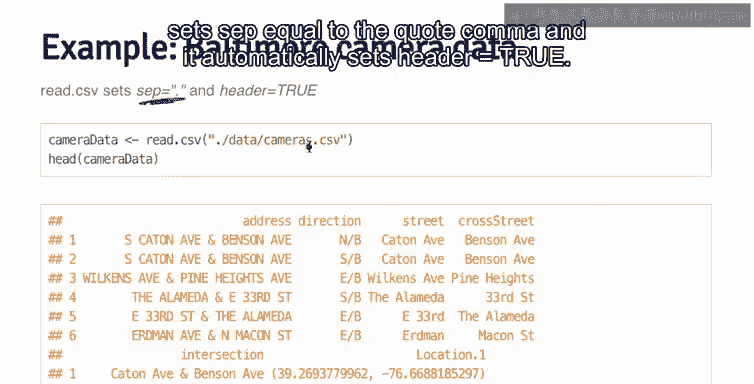 sets sep equal to the quote comma and
it automatically sets header = TRUE.
Example: Baltimore camera data
read.csv sets sep="," and header=TRUE
cameraData <- read.csv("./data/cameras.csv")
head(cameraData)
## address direction street crossStreet
## 1 S CATON AVE & BENSON AVE N/B Caton Ave Benson Ave
## 2 S CATON AVE & BENSON AVE S/B Caton Ave Benson Ave
## 3 WILKENS AVE & PINE HEIGHTS AVE E/B Wilkens Ave Pine Heights
## 4 THE ALAMEDA & E 33RD ST S/B The Alameda 33rd St
## 5 E 33RD ST & THE ALAMEDA E/B E 33rd The Alameda
## 6 ERDMAN AVE & N MACON ST E/B Erdman Macon St
## intersection Location.1
## 1 Caton Ave & Benson Ave (39.2693779962, -76.6688185297)